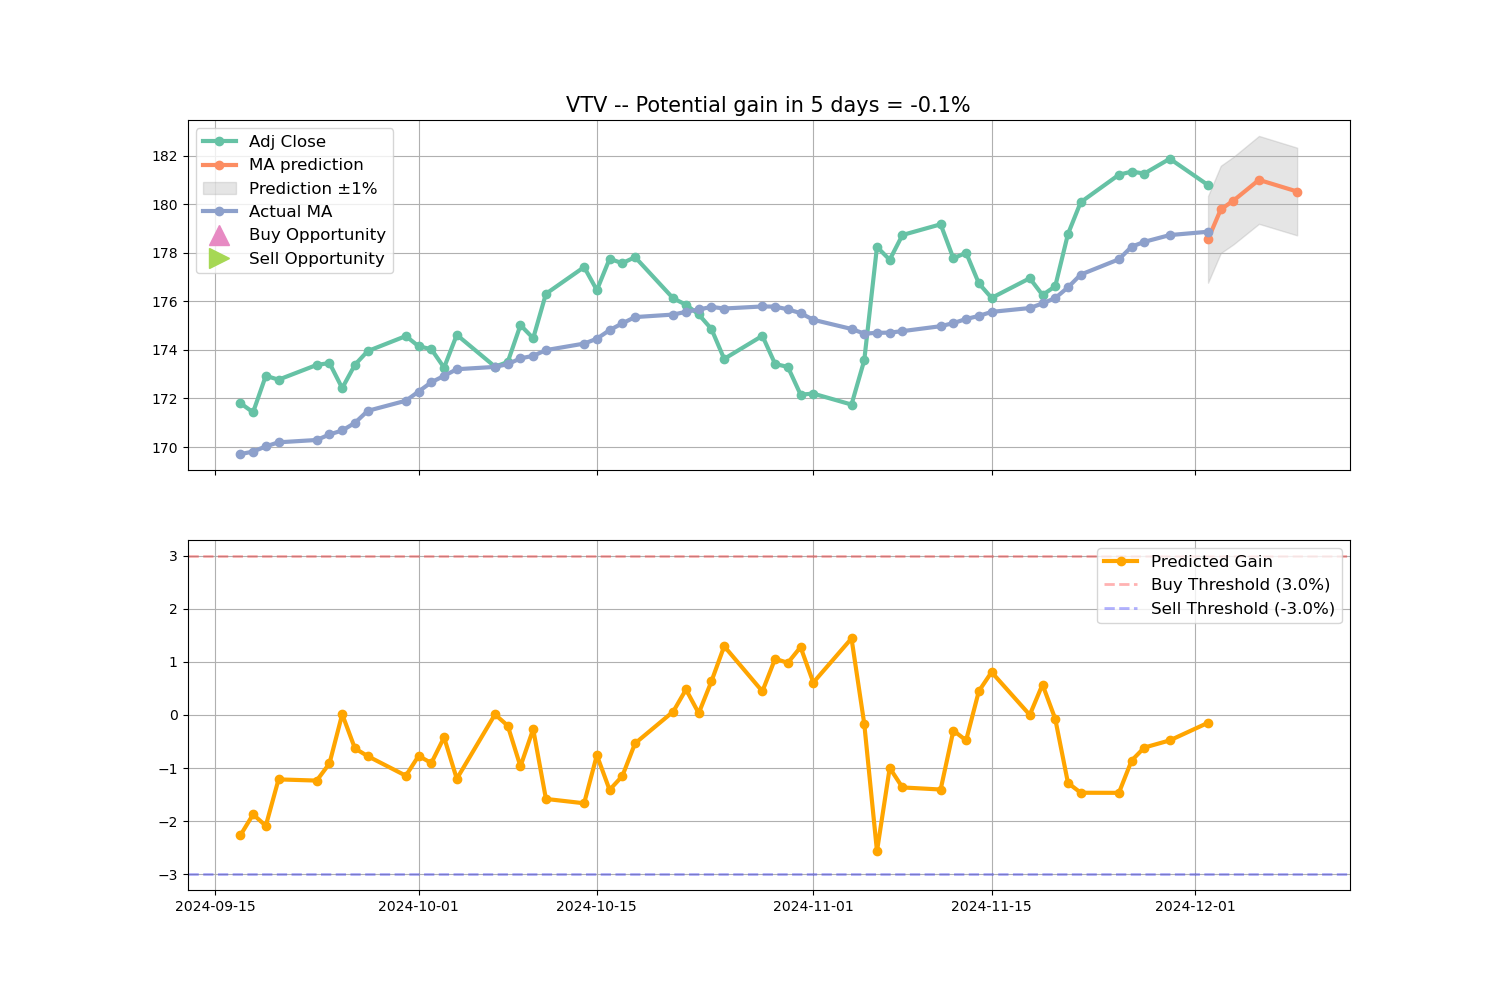 VTV -- Potential gain in 5 days = -0.1%
Adj Close
MA prediction
Prediction ±1%
Actual MA
Buy Opportunity
Sell Opportunity
182
180
178
176
174
172
170
Predicted Gain
Buy Threshold (3.0%)
Sell Threshold (-3.0%)
3
2
1
0
−1
−2
−3
2024-09-15 2024-10-01 2024-10-15 2024-11-01 2024-11-15 2024-12-01